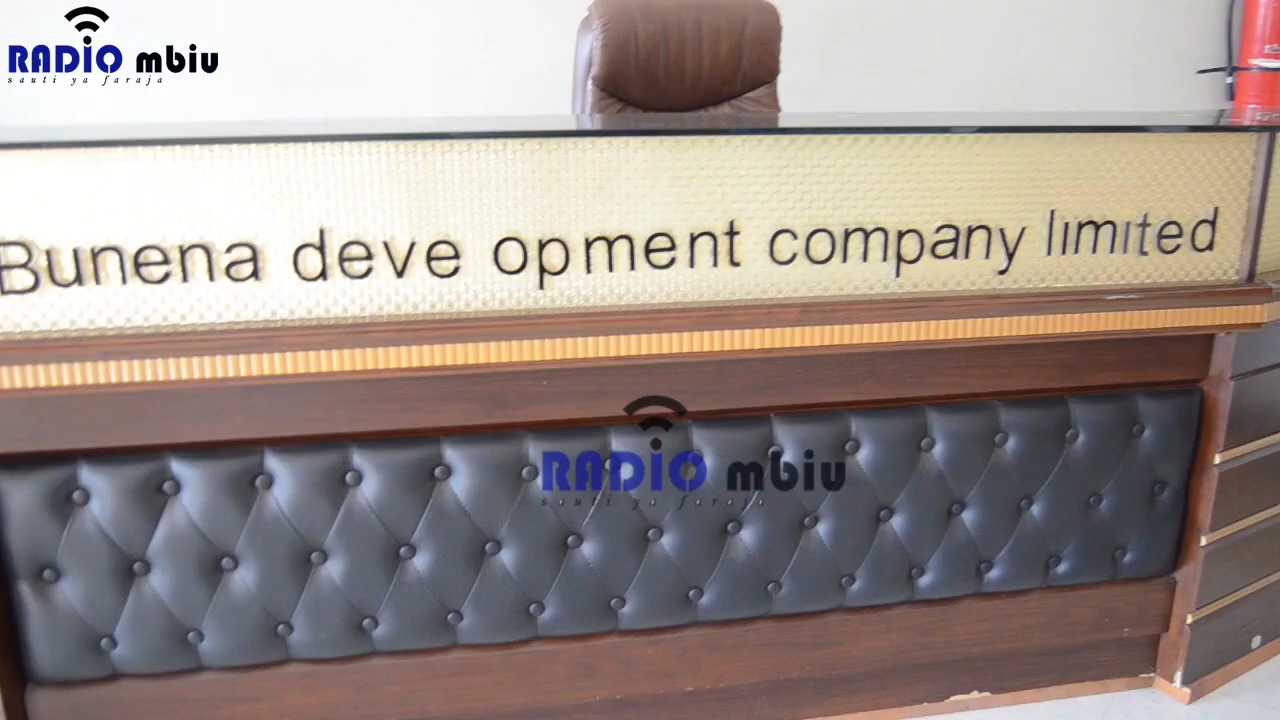 RADIO mbiu
sauti ya faraja
Bunena deve opment company limited
RADIO mbiu
sauti ya faraja